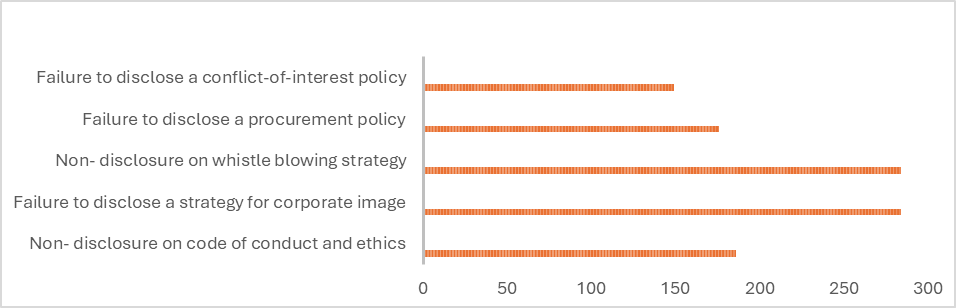 Failure to disclose a conflict-of-interest policy
Failure to disclose a procurement policy
Non- disclosure on whistle blowing strategy
Failure to disclose a strategy for corporate image
Non- disclosure on code of conduct and ethics
0 50 100 150 200 250 300